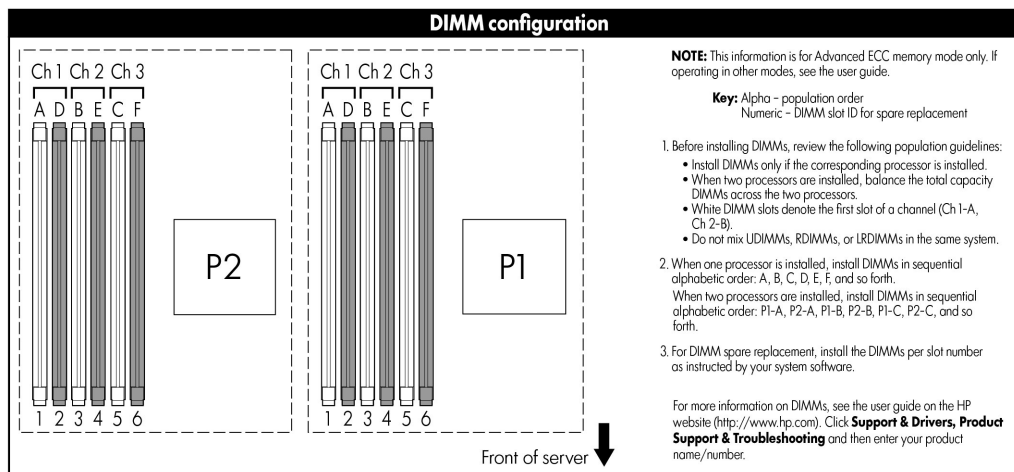 DIMM configuration
Ch 1 Ch 2 Ch 3
A D B E C F
P2
1 2 3 4 5 6
Ch 1 Ch 2 Ch 3
A D B E C F
P1
1 2 3 4 5 6
Front of server
NOTE: This information is for Advanced ECC memory mode only. If
operating in other modes, see the user guide.
Key: Alpha – population order
Numeric – DIMM slot ID for spare replacement
1. Before installing DIMMs, review the following population guidelines:
• Install DIMMs only if the corresponding processor is installed.
• When two processors are installed, balance the total capacity
DIMMs across the two processors.
• White DIMM slots denote the first slot of a channel (Ch 1-A,
Ch 2-B).
• Do not mix UDIMMs, RDIMMs, or LRDIMMs in the same system.
2. When one processor is installed, install DIMMs in sequential
alphabetic order: A, B, C, D, E, F, and so forth.
When two processors are installed, install DIMMs in sequential
alphabetic order: P1-A, P2-A, P1-B, P2-B, P1-C, P2-C, and so
forth.
3. For DIMM spare replacement, install the DIMMs per slot number
as instructed by your system software.
For more information on DIMMs, see the user guide on the HP
website (http://www.hp.com). Click Support & Drivers, Product
Support & Troubleshooting and then enter your product
name/number.